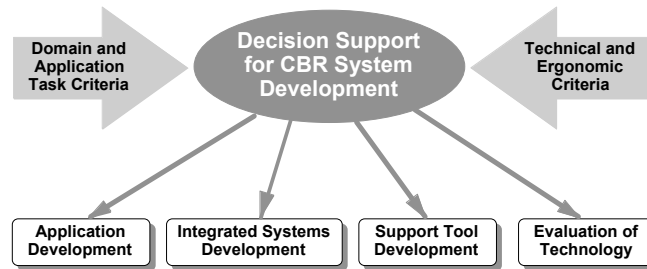 Domain and
Application
Task Criteria
Decision Support
for CBR System
Development
Technical and
Ergonomic
Criteria
Application
Development
Integrated Systems
Development
Support Tool
Development
Evaluation of
Technology